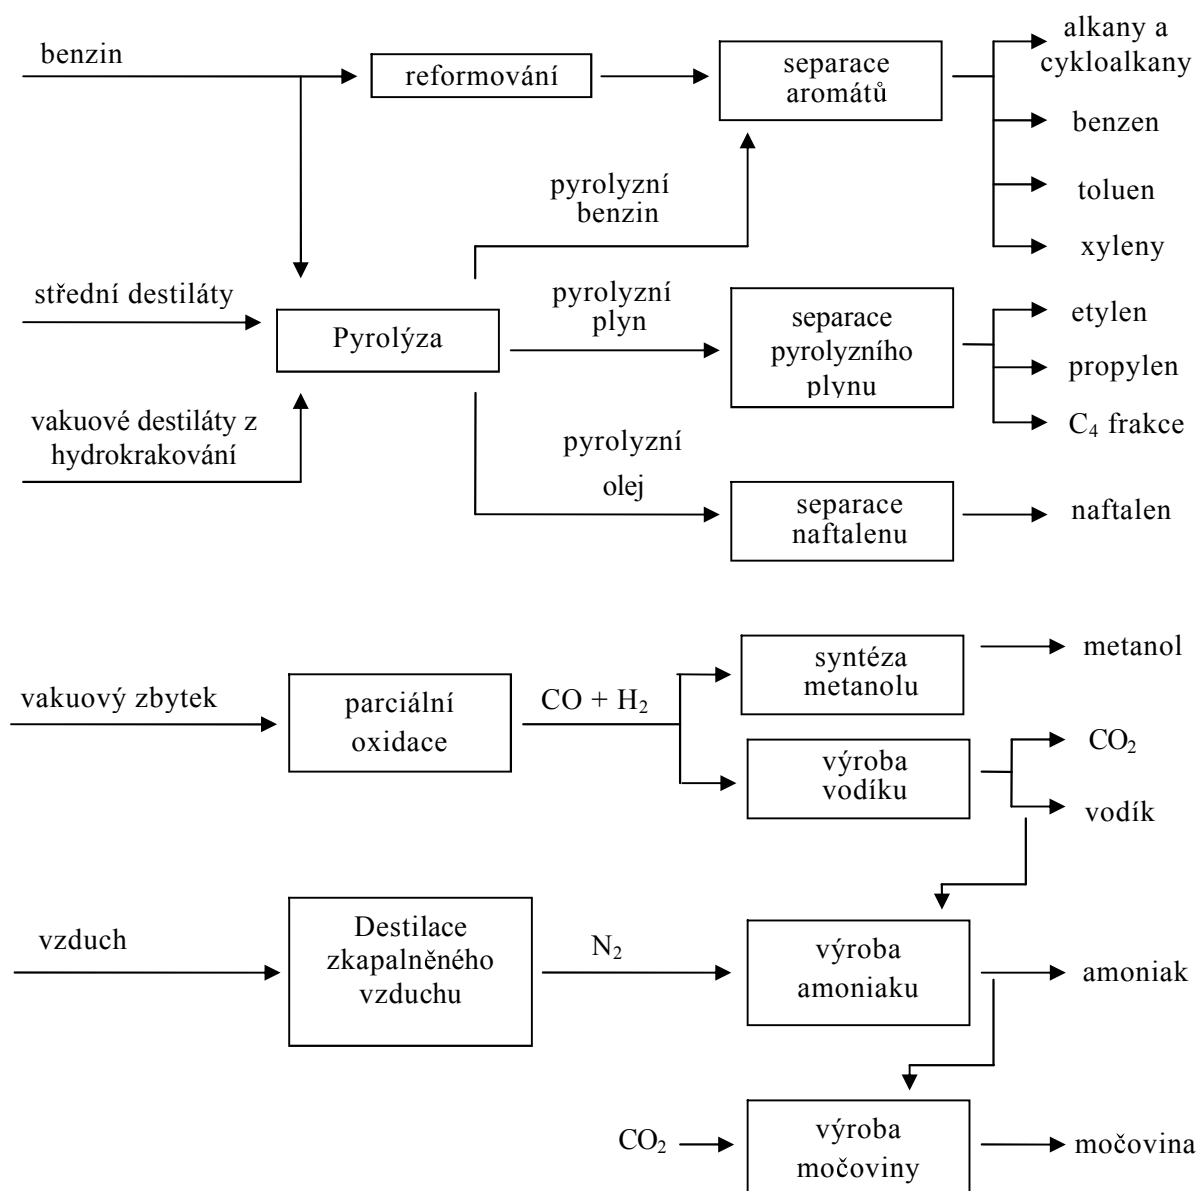 benzin
reformování
separace
aromátů
alkany a
cykloalkany
benzen
toluen
xyleny
pyrolyzní
benzin
střední destiláty
Pyrolýza
pyrolyzní
plyn
separace
pyrolyzního
plynu
etylen
propylen
C₄ frakce
vakuové destiláty z
hydrokrakování
pyrolyzní
olej
separace
naftalenu
naftalen
vakuový zbytek
parciální
oxidace
CO + H₂
syntéza
metanolu
metanol
výroba
vodíku
CO₂
vodík
vzduch
Destilace
zkapalněného
vzduchu
N₂
výroba
amoniaku
amoniak
CO₂
výroba
močoviny
močovina